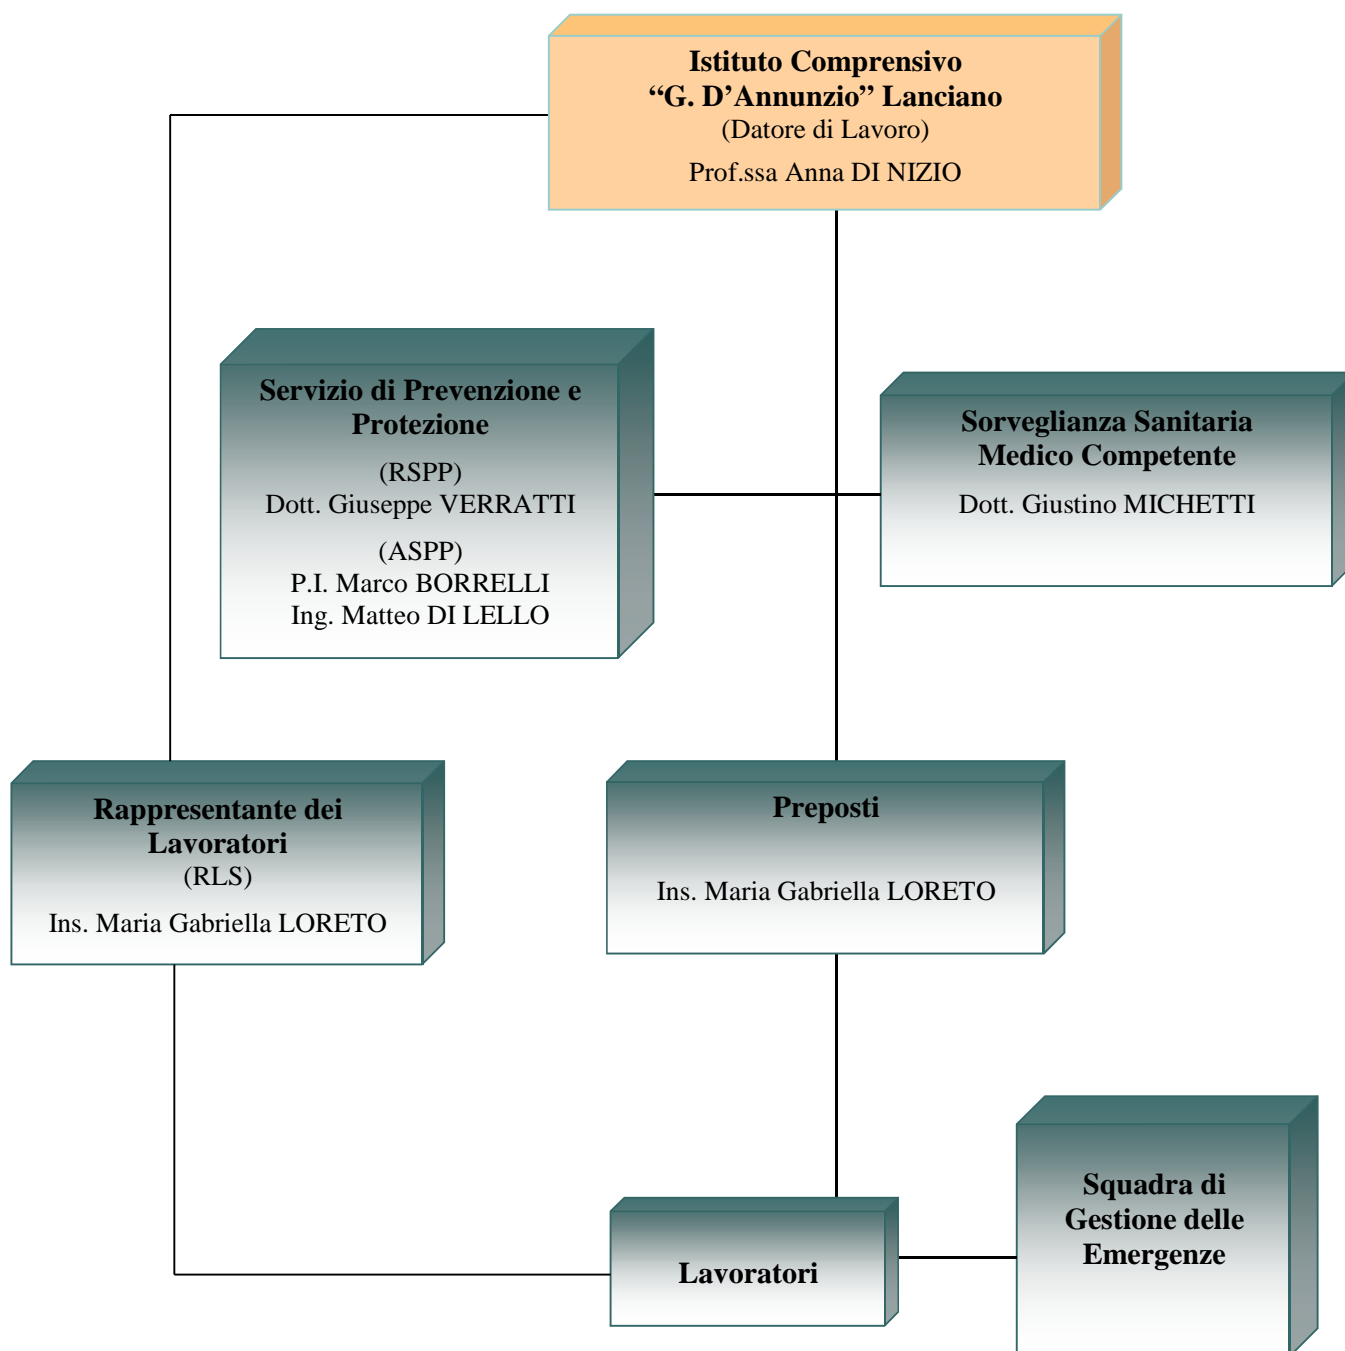 Istituto Comprensivo
“G. D’Annunzio” Lanciano
(Datore di Lavoro)
Prof.ssa Anna DI NIZIO
Servizio di Prevenzione e
Protezione
(RSPP)
Dott. Giuseppe VERRATTI
(ASPP)
P.I. Marco BORRELLI
Ing. Matteo DI LELLO
Sorveglianza Sanitaria
Medico Competente
Dott. Giustino MICHETTI
Rappresentante dei
Lavoratori
(RLS)
Ins. Maria Gabriella LORETO
Preposti
Ins. Maria Gabriella LORETO
Lavoratori
Squadra di
Gestione delle
Emergenze